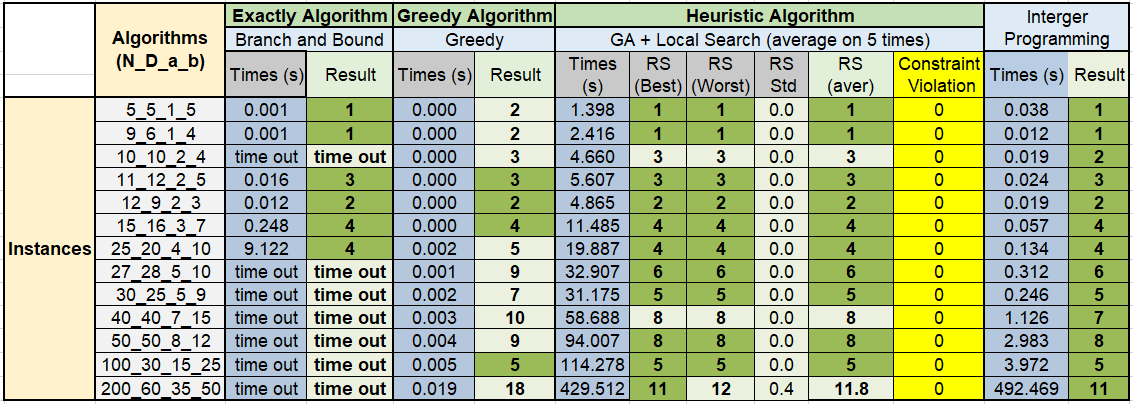 Algorithms (N_D_a_b) Exactly Algorithm Greedy Algorithm Heuristic Algorithm Interger Programming
Branch and Bound Greedy GA + Local Search (average on 5 times)
Times (s) Result Times (s) Result Times (s) RS (Best) RS (Worst) RS Std RS (aver) Constraint Violation Times (s) Result
Instances
5_5_1_5 0.001 1 0.000 2 1.398 1 1 0.0 1 0 0.038 1
9_6_1_4 0.001 1 0.000 2 2.416 1 1 0.0 1 0 0.012 1
10_10_2_4 time out time out 0.000 3 4.660 3 3 0.0 3 0 0.019 2
11_12_2_5 0.016 3 0.000 3 5.607 3 3 0.0 3 0 0.024 3
12_9_2_3 0.012 2 0.000 2 4.865 2 2 0.0 2 0 0.019 2
15_16_3_7 0.248 4 0.000 4 11.485 4 4 0.0 4 0 0.057 4
25_20_4_10 9.122 4 0.002 5 19.887 4 4 0.0 4 0 0.134 4
27_28_5_10 time out time out 0.001 9 32.907 6 6 0.0 6 0 0.312 6
30_25_5_9 time out time out 0.002 7 31.175 5 5 0.0 5 0 0.246 5
40_40_7_15 time out time out 0.003 10 58.688 8 8 0.0 8 0 1.126 7
50_50_8_12 time out time out 0.004 9 94.007 8 8 0.0 8 0 2.983 8
100_30_15_25 time out time out 0.005 5 114.278 5 5 0.0 5 0 3.972 5
200_60_35_50 time out time out 0.019 18 429.512 11 12 0.4 11.8 0 492.469 11